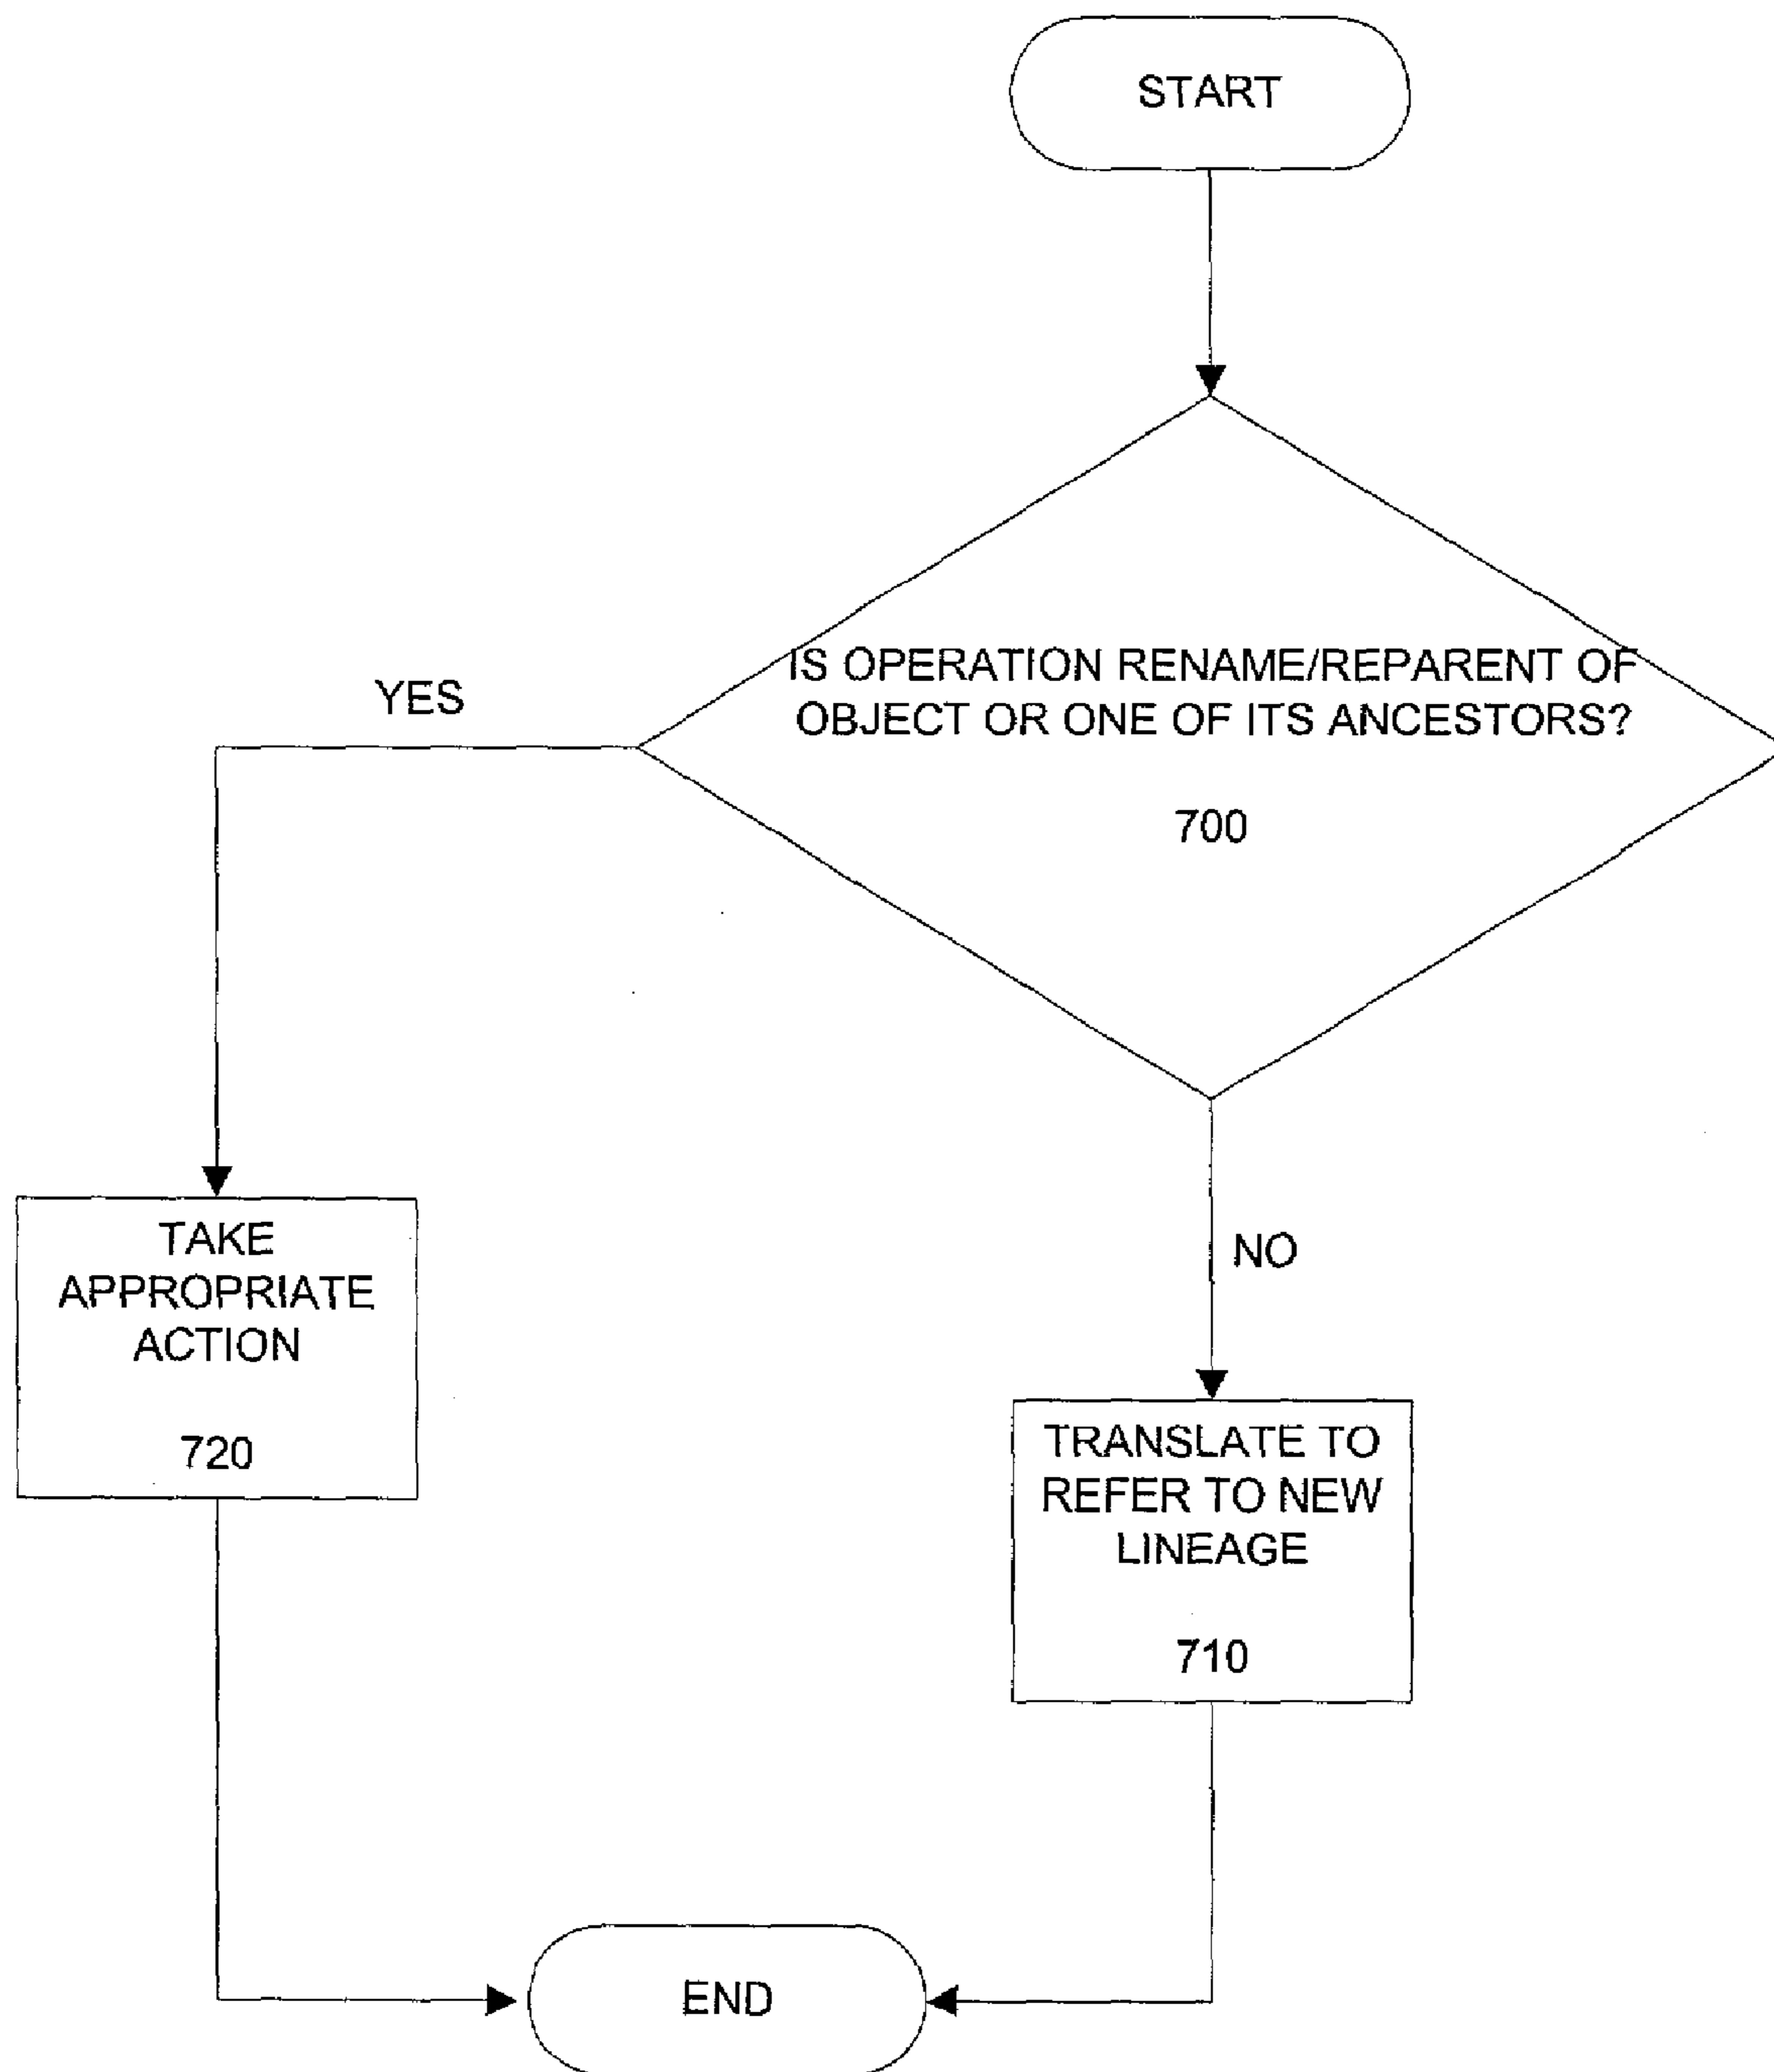 START
IS OPERATION RENAME/REPARENT OF
OBJECT OR ONE OF ITS ANCESTORS?
700
YES
NO
TAKE
APPROPRIATE
ACTION
720
TRANSLATE TO
REFER TO NEW
LINEAGE
710
END